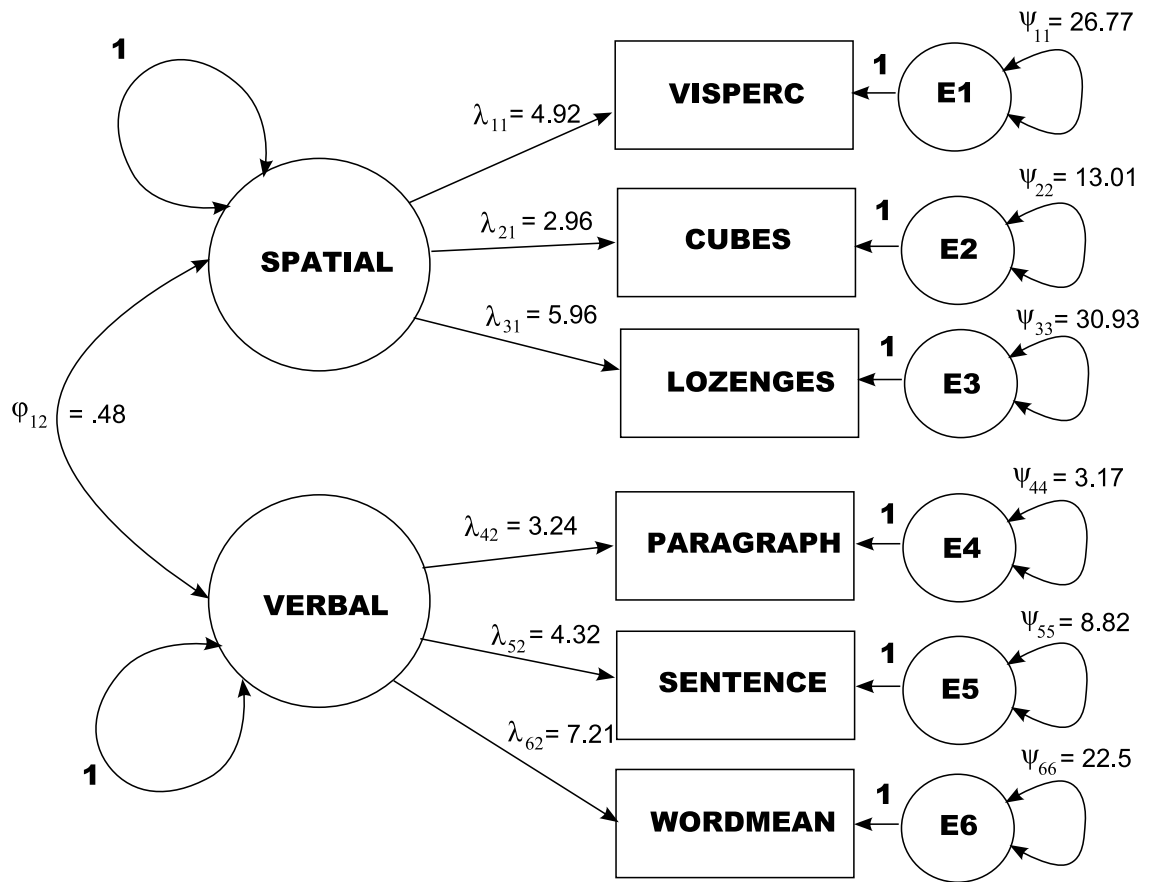 1
ψ11 = 26.77
VISPERC
1
E1
λ11 = 4.92
SPATIAL
λ21 = 2.96
CUBES
1
E2
ψ22 = 13.01
λ31 = 5.96
LOZENGES
1
E3
ψ33 = 30.93
φ12 = .48
VERBAL
1
λ42 = 3.24
PARAGRAPH
1
E4
ψ44 = 3.17
λ52 = 4.32
SENTENCE
1
E5
ψ55 = 8.82
λ62 = 7.21
WORDMEAN
1
E6
ψ66 = 22.5